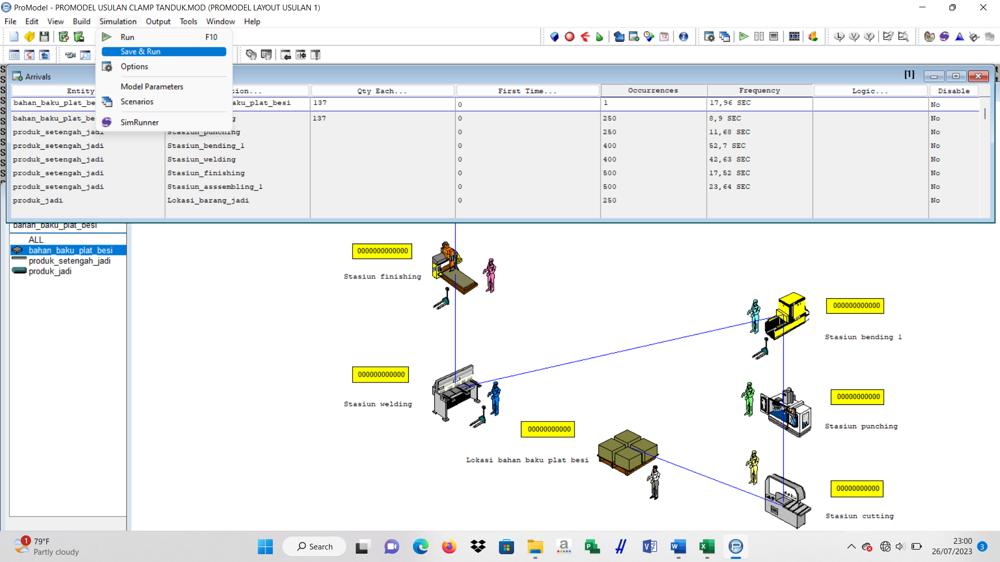 ProModel - PROMODEL USULAN CLAMP TANDUK.MOD (PROMODEL LAYOUT USULAN 1)
File Edit View Build Simulation Output Tools Window Help
Run F10
Save & Run
Options
Model Parameters
Scenarios
SimRunner
Arrivals [1]
Entity tion... Qty Each... First Time... Occurrences Frequency Logic... Disable
bahan_baku_plat_be aku_plat_besi 137 0 1 17,96 SEC No
bahan_baku_plat_be g 137 0 250 8,9 SEC No
produk_setengah_jadi Stasiun_punching 0 250 11,68 SEC No
produk_setengah_jadi Stasiun_bending_1 0 400 52,7 SEC No
produk_setengah_jadi Stasiun_welding 0 400 42,63 SEC No
produk_setengah_jadi Stasiun_finishing 0 500 17,52 SEC No
produk_setengah_jadi Stasiun_asssembling_1 0 500 23,64 SEC No
produk_jadi Lokasi_barang_jadi 0 250 No
bahan_baku_plat_besi
ALL
bahan_baku_plat_besi
produk_setengah_jadi
produk_jadi
0000000000000
Stasiun finishing
000000000000
Stasiun bending 1
000000000000
Stasiun welding
00000000000
Stasiun punching
00000000000
Lokasi bahan baku plat besi
00000000000
Stasiun cutting
1
79°F
Partly cloudy
Search
23:00
26/07/2023
3